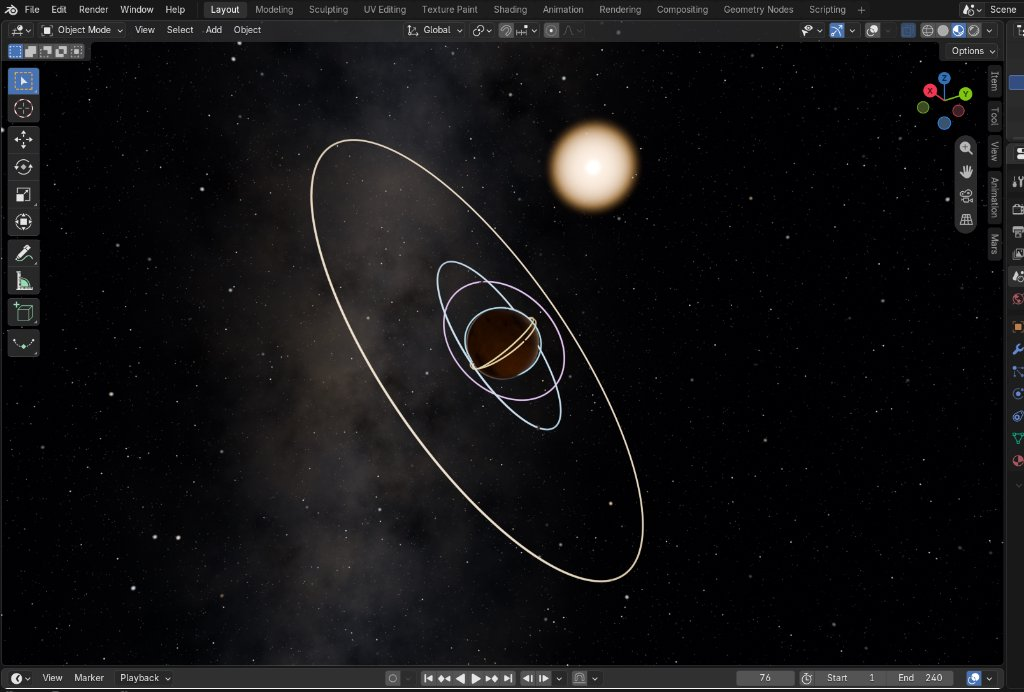 File Edit Render Window Help Layout Modeling Sculpting UV Editing Texture Paint Shading Animation Rendering Compositing Geometry Nodes Scripting + Scene
Object Mode View Select Add Object Global
Options
X Y Z
Item
Tool
View
Animation
Mars
View Marker Playback 76 Start 1 End 240